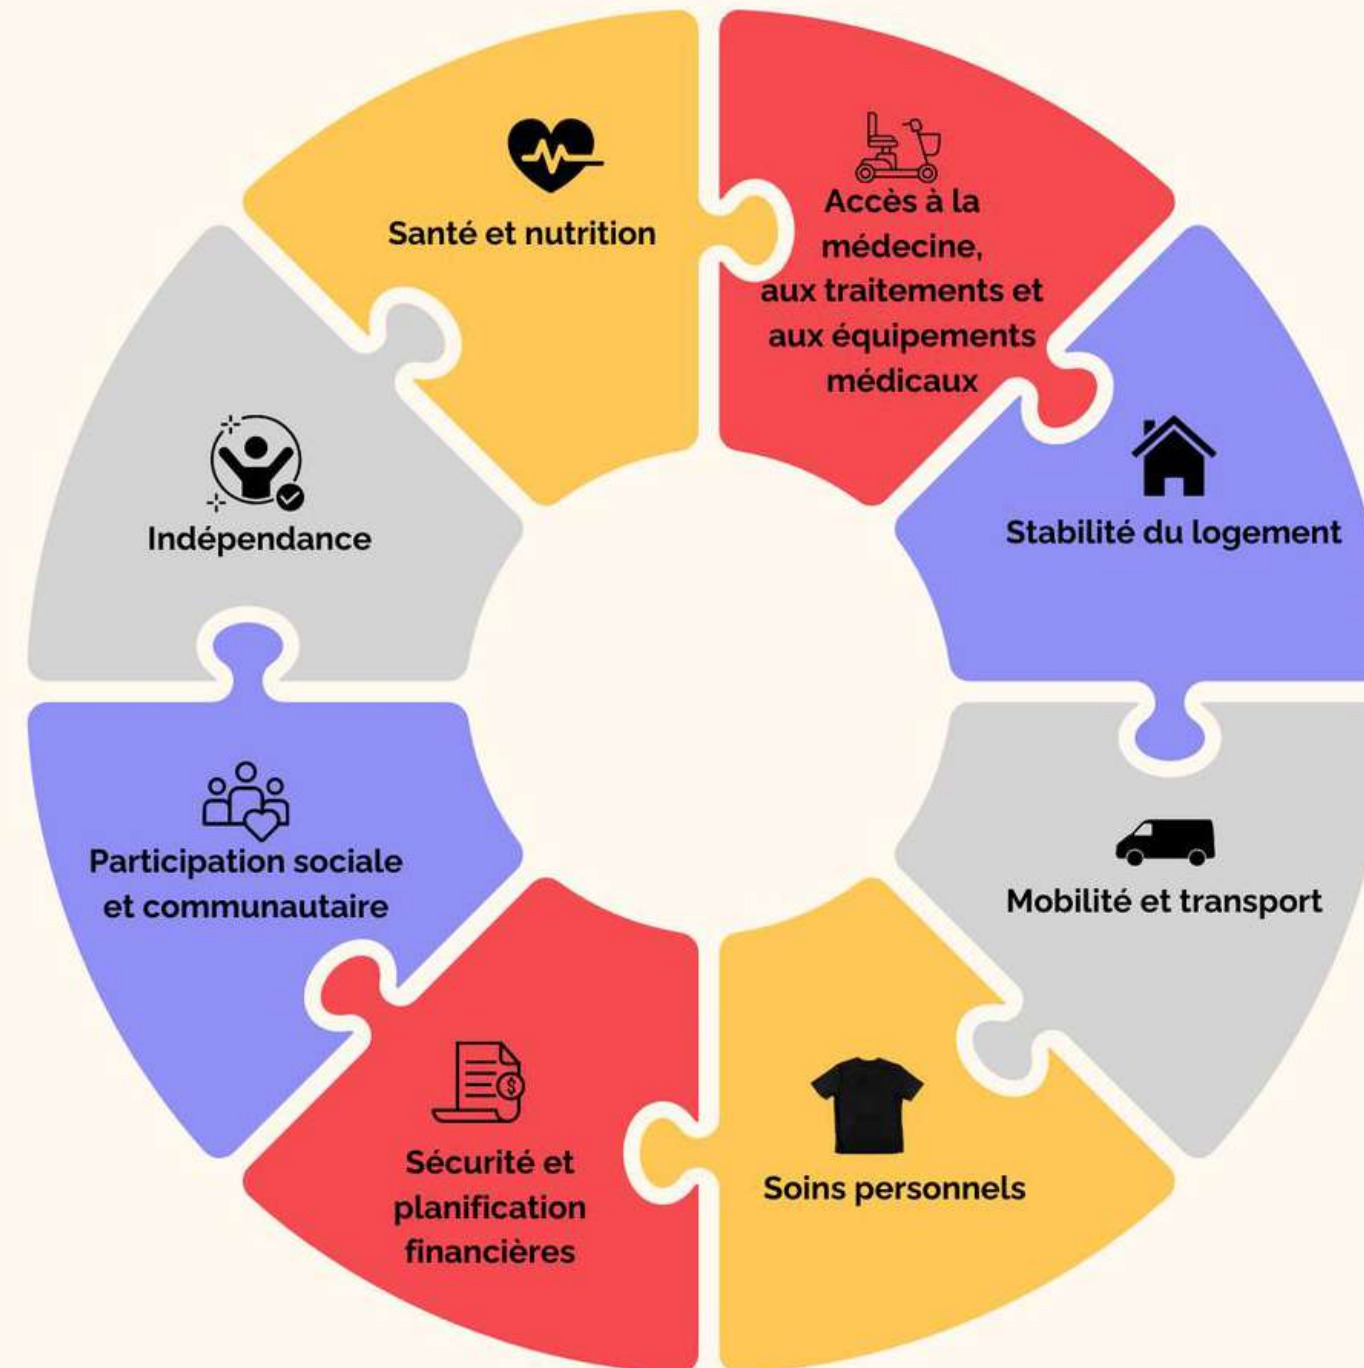 Santé et nutrition
Accès à la
médecine,
aux traitements et
aux équipements
médicaux
Indépendance
Stabilité du logement
Participation sociale
et communautaire
Mobilité et transport
Sécurité et
planification
financières
Soins personnels
$